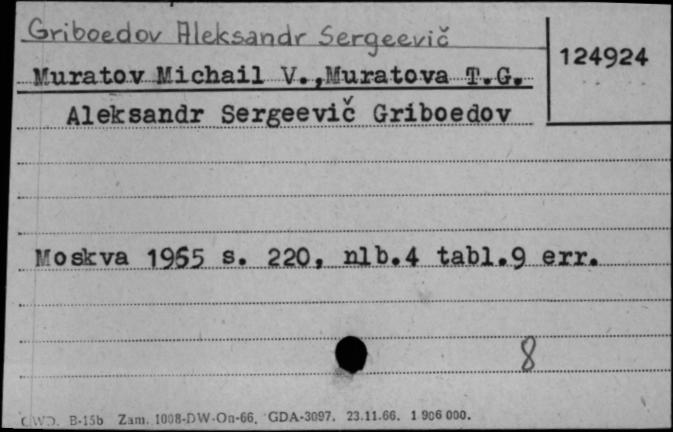 Griboedov Aleksandr Sergeevič
124924
Muratov Michail V.,Muratova T.G.
Aleksandr Sergeevič Griboedov
Moskva 1965 s. 220, nlb.4 tabl.9 err.
8
CWD. B-15b Zam. 1008-DW-On-66. GDA-3097. 23.11.66. 1 906 000.